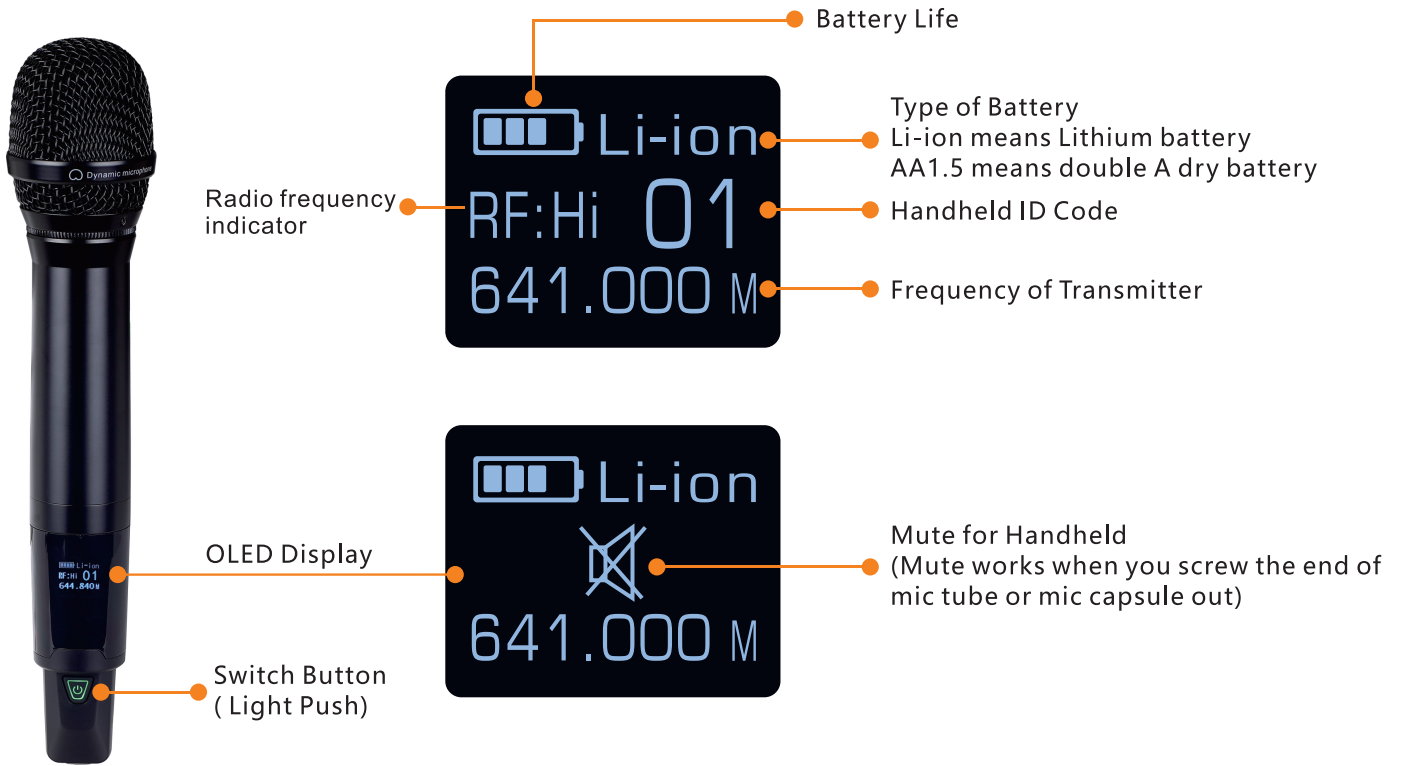 Battery Life
Li-ion
Type of Battery
Li-ion means Lithium battery
AA1.5 means double A dry battery
Dynamic microphone
Radio frequency
indicator
RF:Hi 01
Handheld ID Code
641.000 M
Frequency of Transmitter
Li-ion
OLED Display
Mute for Handheld
(Mute works when you screw the end of
mic tube or mic capsule out)
Li-ion
RF:Hi 01
644.840M
641.000 M
Switch Button
( Light Push)